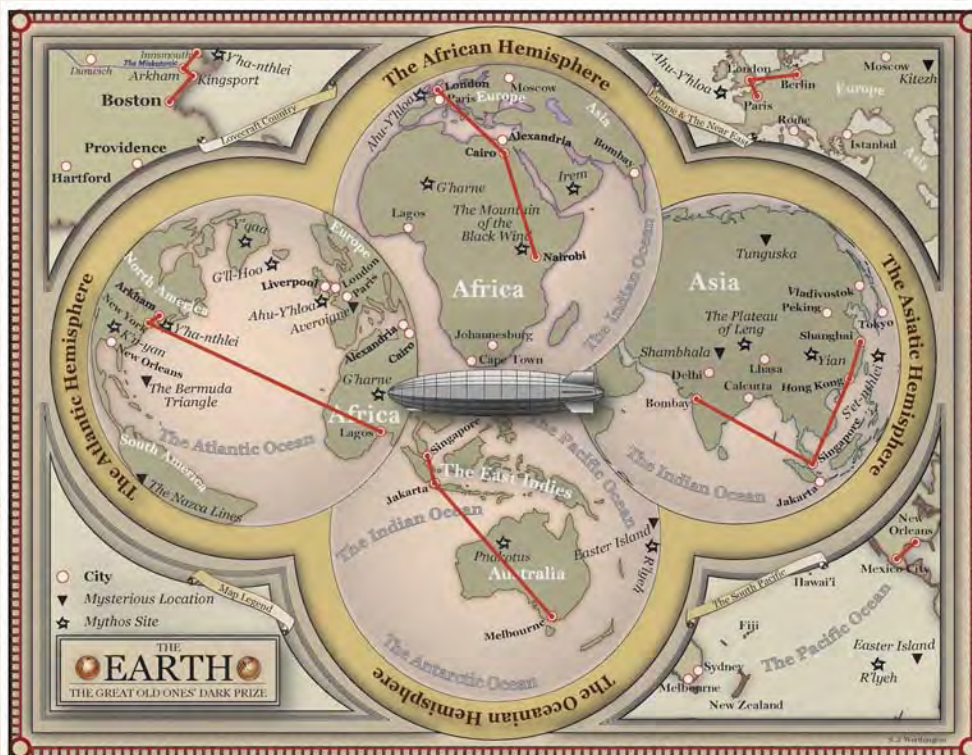 The African Hemisphere
Innsmouth
Dunwich
The Miskatonic
Y'ha-nthlei
Arkham
Kingsport
Boston
Lovecraft Country
Providence
Hartford
London
Moscow
Paris
Europe
Asia
Ahu-Y'hloa
Alexandria
Cairo
Bombay
Irem
G'harne
Lagos
The Mountain
of the
Black Wind
Nairobi
Africa
The Indian Ocean
Johannesburg
Cape Town
Ahu-Y'hloa
London
Moscow
Kitezh
Berlin
Paris
Europe
Rome
Istanbul
Asia
Europe & The Near East
The Atlantic Hemisphere
Y'qaa
Europe
North America
G'll-Hoo
Liverpool
London
Paris
Ahu-Y'hloa
Averoigne
Arkham
New York
Y'ha-nthlei
K'n-yan
New Orleans
Alexandria
Cairo
The Bermuda
Triangle
G'harne
Africa
Lagos
The Atlantic Ocean
South America
The Nazca Lines
The Asiatic Hemisphere
Tunguska
Asia
Vladivostok
Peking
The Plateau
of Leng
Tokyo
Shanghai
Shambhala
Lhasa
Yian
Delhi
Calcutta
Hong Kong
S'et-nthlei
Bombay
Singapore
The Indian Ocean
Jakarta
The Pacific Ocean
Singapore
The East Indies
Jakarta
The Indian Ocean
Easter Island
R'lyeh
Pnakotus
Australia
Melbourne
The Antarctic Ocean
The Oceanian Hemisphere
City
Mysterious Location
Mythos Site
Map Legend
THE
EARTH
THE GREAT OLD ONES' DARK PRIZE
New
Orleans
Mexico City
The South Pacific
Hawai'i
Fiji
The Pacific Ocean
Easter Island
R'lyeh
Sydney
Melbourne
New Zealand